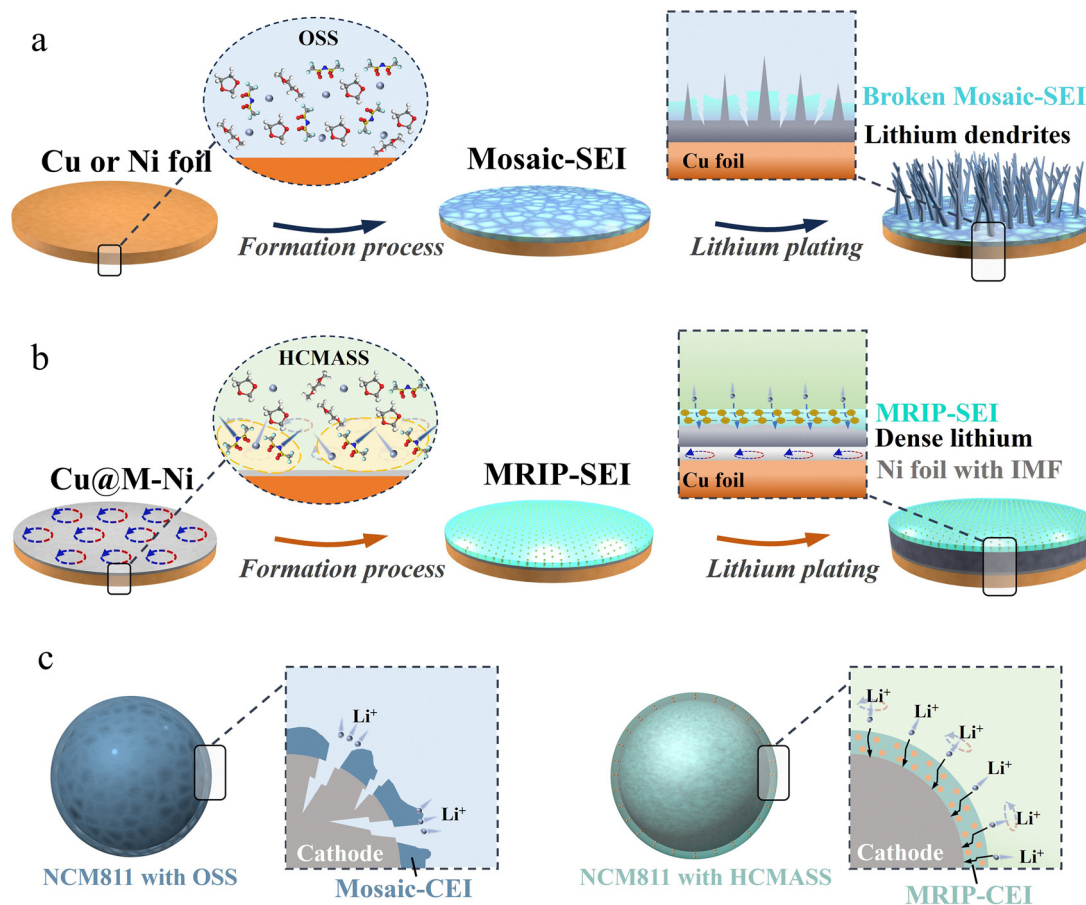 a
OSS
Cu or Ni foil
Formation process
Mosaic-SEI
Lithium plating
Cu foil
Broken Mosaic-SEI
Lithium dendrites
b
HCMASS
Cu@M-Ni
Formation process
MRIP-SEI
Lithium plating
Cu foil
MRIP-SEI
Dense lithium
Ni foil with IMF
c
Li⁺
Li⁺
Cathode
NCM811 with OSS
Mosaic-CEI
Li⁺
Li⁺
Li⁺
Li⁺
Li⁺
Li⁺
Cathode
NCM811 with HCMASS
MRIP-CEI